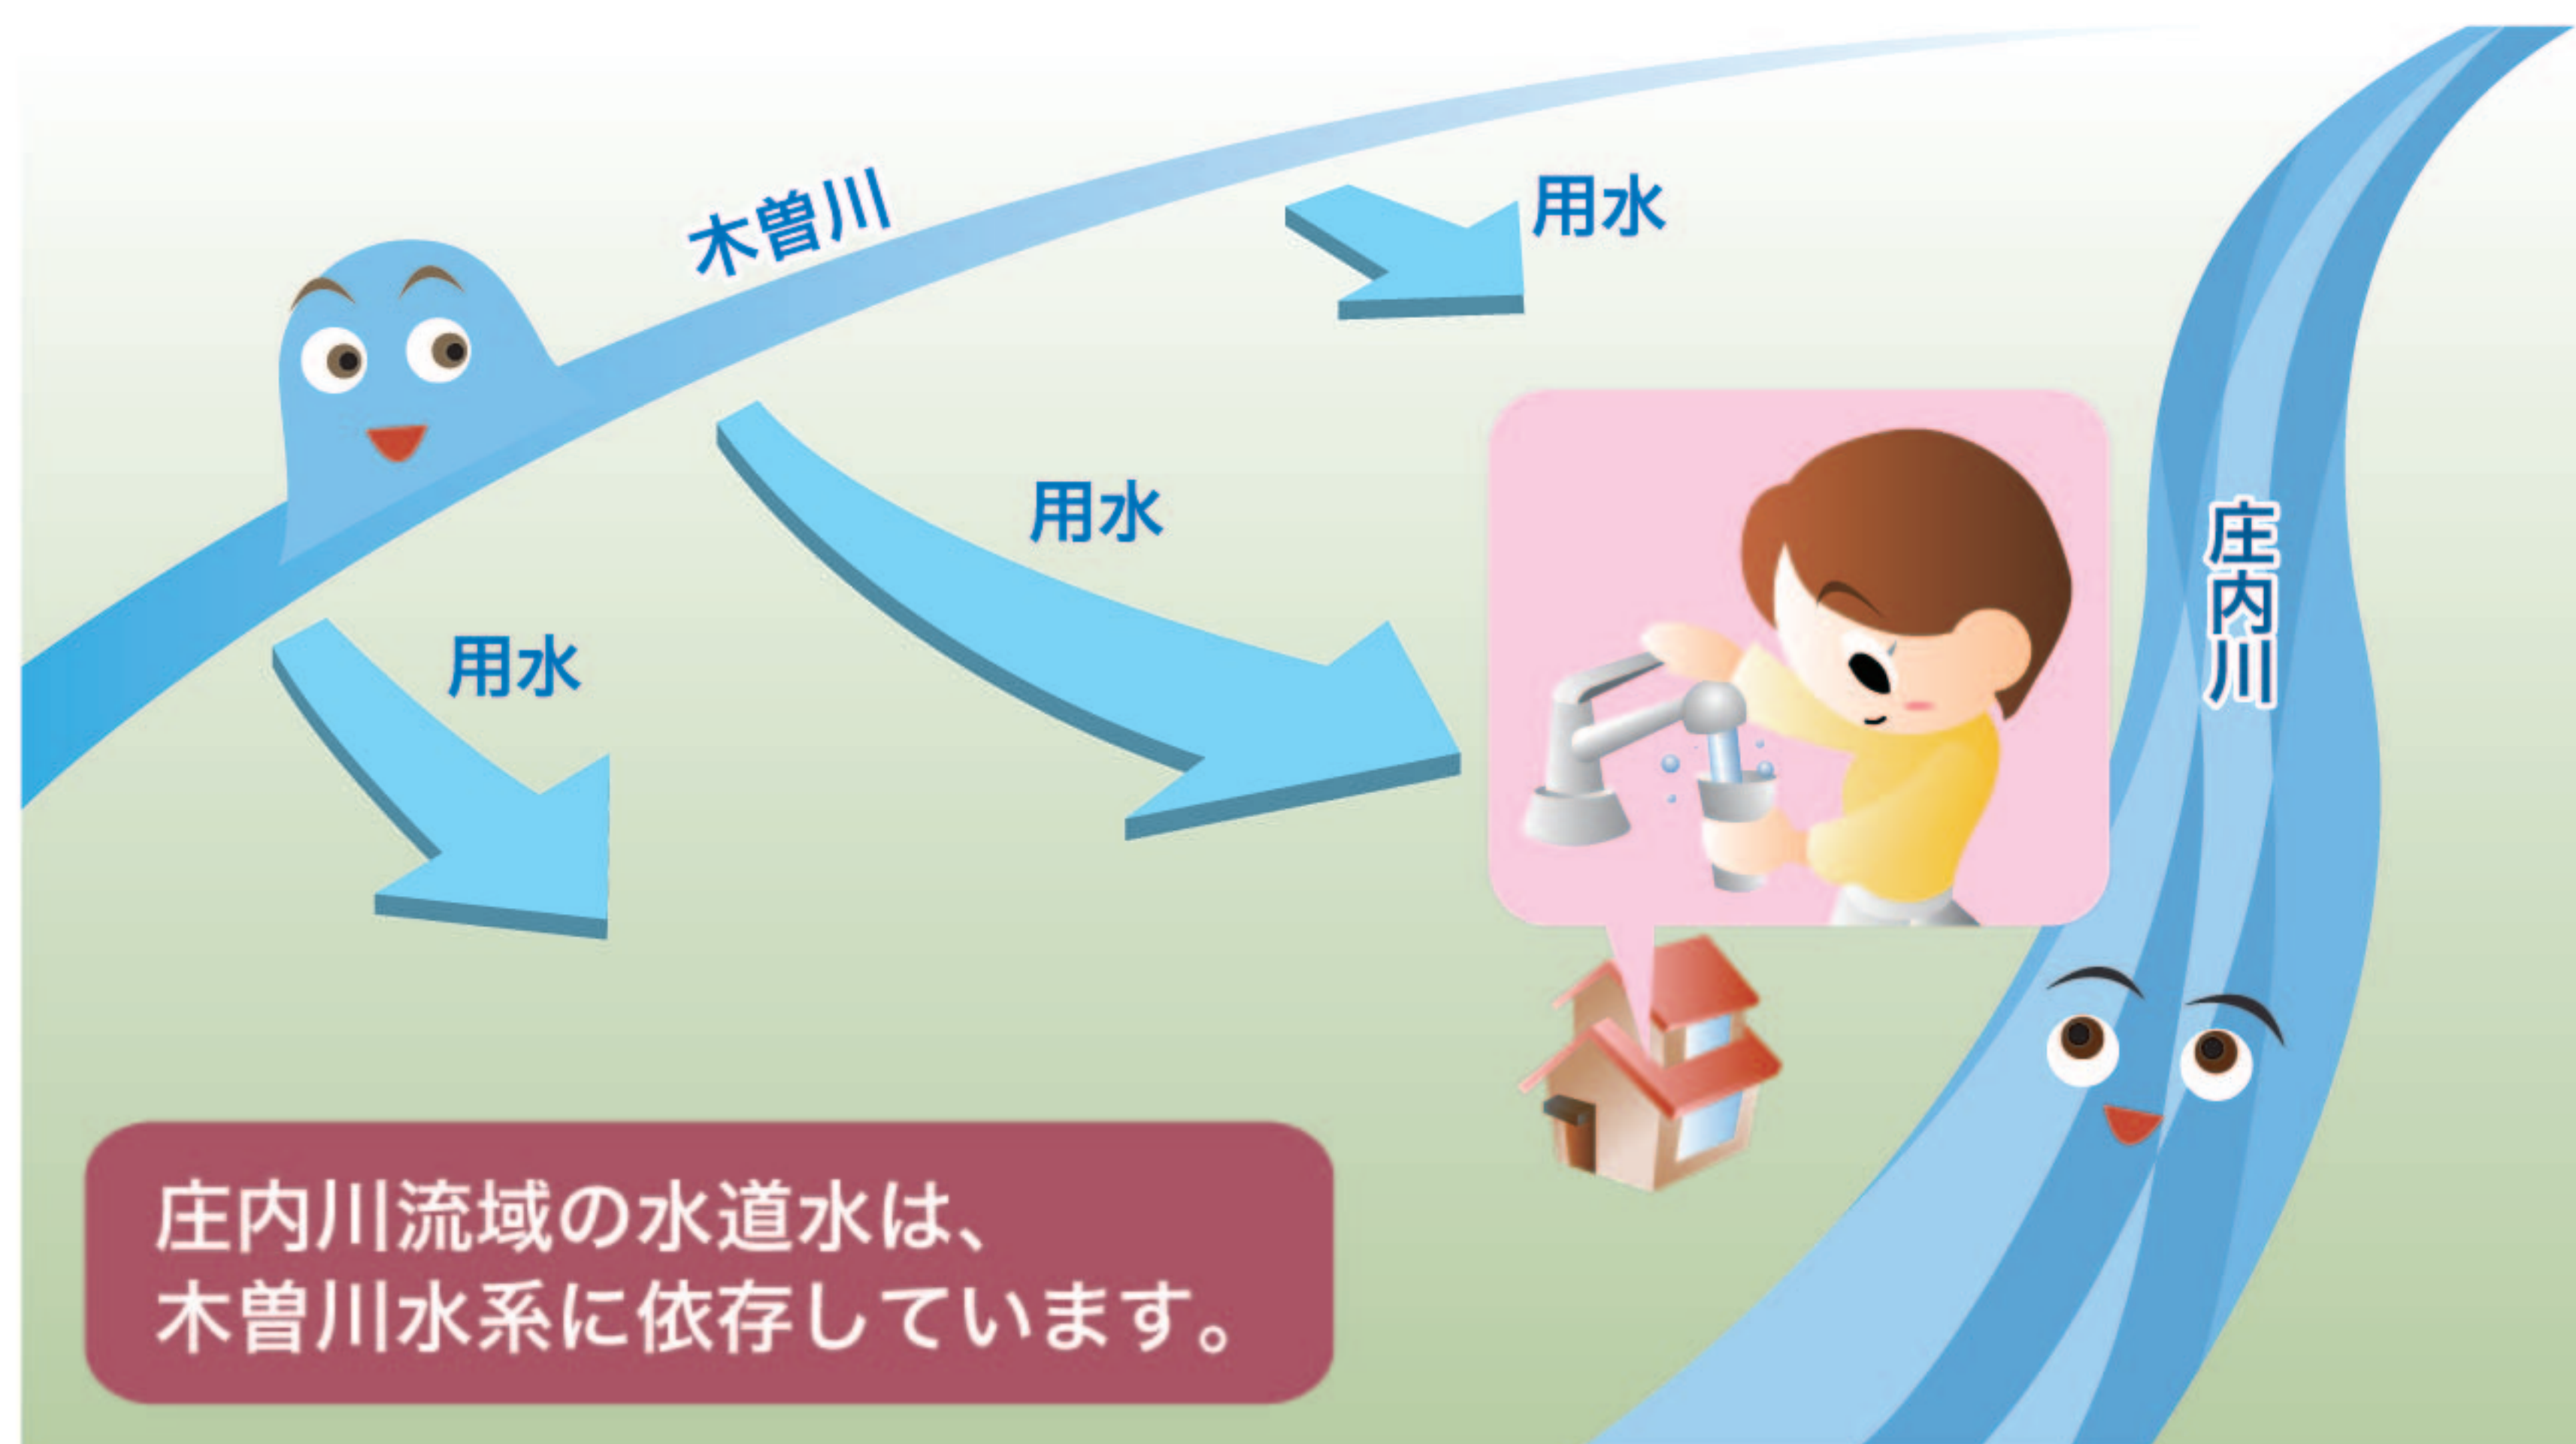 木曽川
用水
用水
用水
庄内川
庄内川流域の水道水は、
木曽川水系に依存しています。